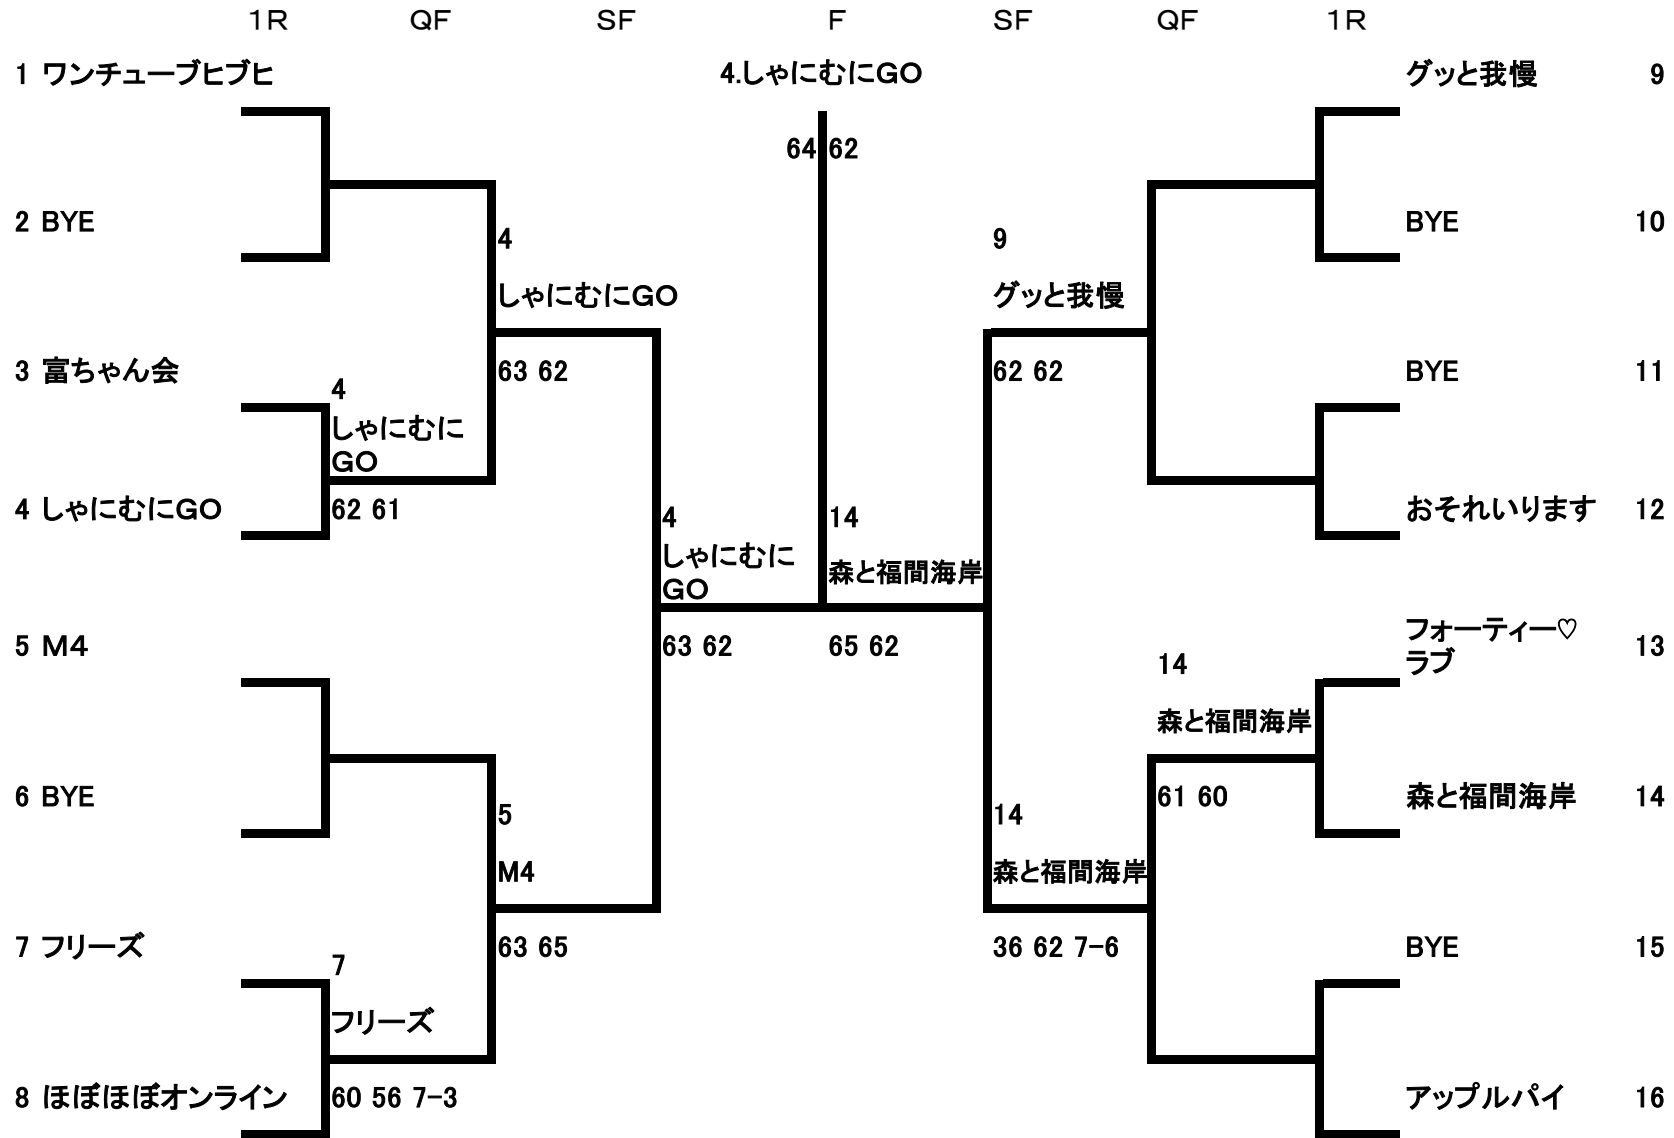 1R QF SF F SF QF 1R
1 ワンチューブヒブヒ
4.しゃにむにGO
グッと我慢 9
64 62
2 BYE
BYE 10
4
9
しゃにむにGO
グッと我慢
3 富ちゃん会
63 62
62 62
BYE 11
4
しゃにむに
GO
4 しゃにむにGO
62 61
おそれいります 12
4
14
しゃにむに
GO
森と福間海岸
5 M4
63 62
65 62
フォーティー♡
ラブ
13
14
森と福間海岸
6 BYE
61 60
森と福間海岸 14
5
14
M4
森と福間海岸
7 フリーズ
63 65
36 62 7-6
BYE 15
7
フリーズ
8 ほぼほぼオンライン
60 56 7-3
アップルパイ 16